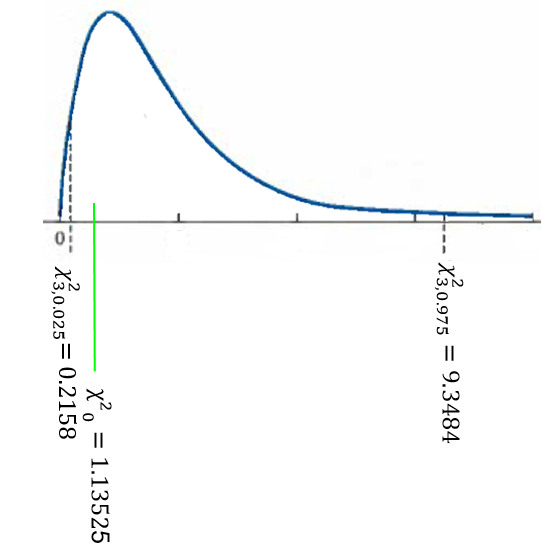 0
χ²₃,₀.₀₂₅ = 0.2158
χ²₀ = 1.13525
χ²₃,₀.₉₇₅ = 9.3484